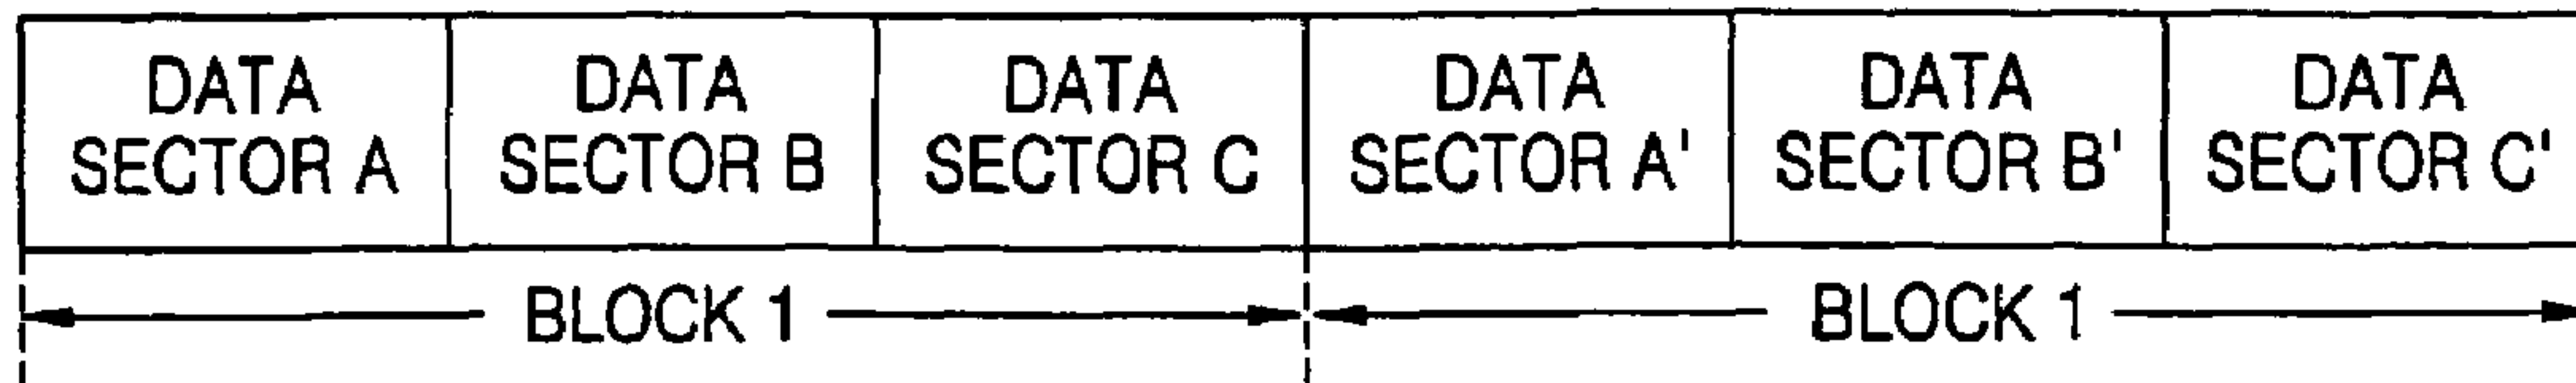 DATA
SECTOR A
DATA
SECTOR B
DATA
SECTOR C
DATA
SECTOR A'
DATA
SECTOR B'
DATA
SECTOR C'
BLOCK 1
BLOCK 1